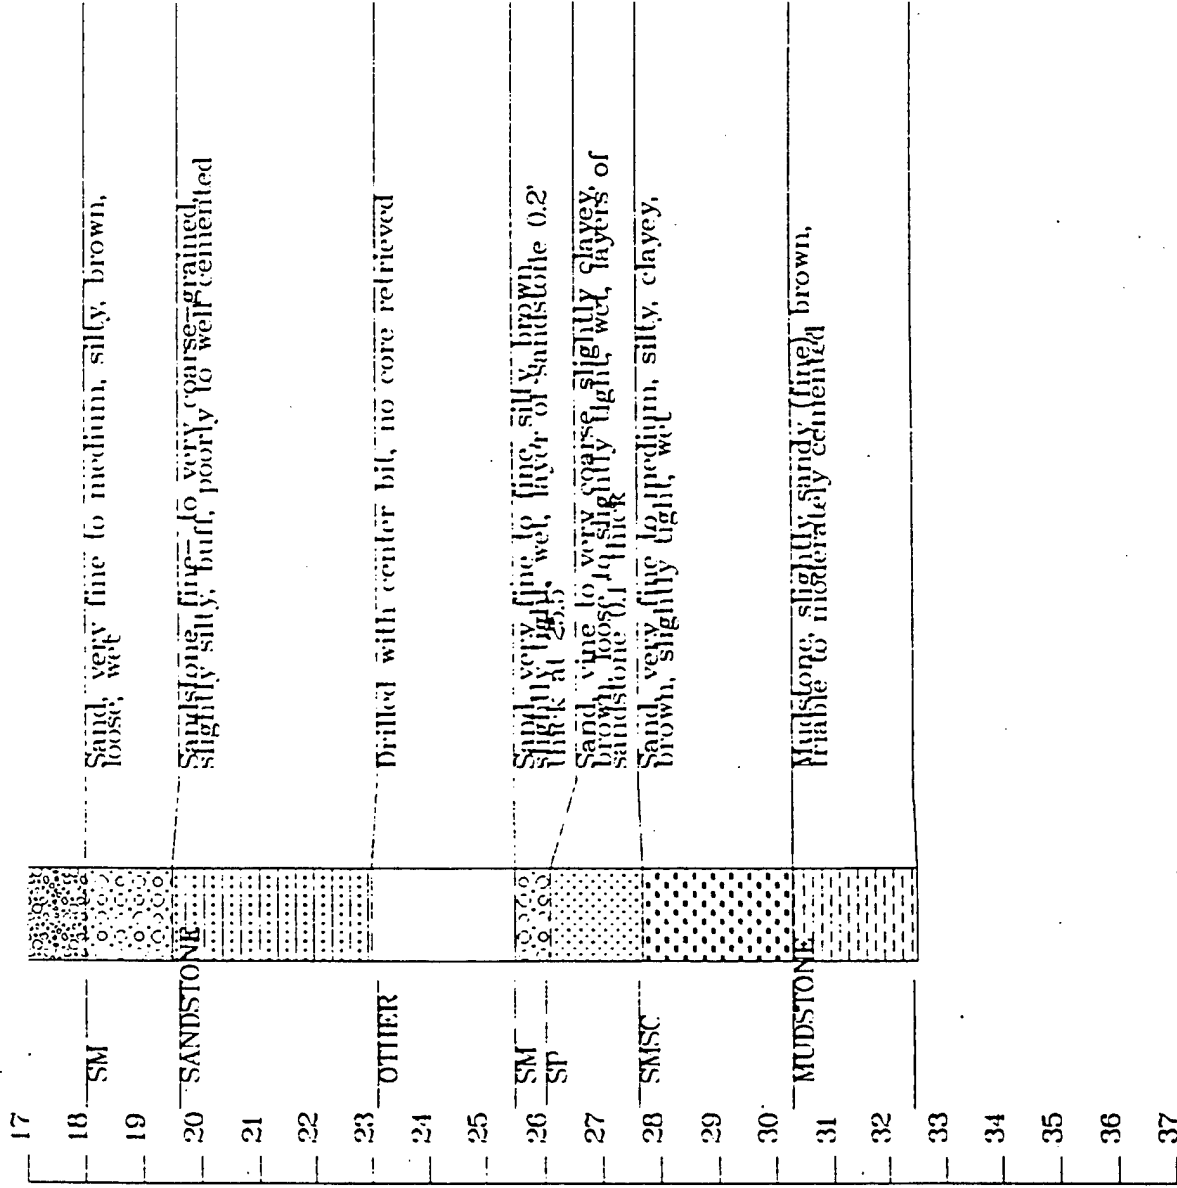 17
18
19
20
21
22
23
24
25
26
27
28
29
30
31
32
33
34
35
36
37
SM
SANDSTONE
OTHER
SM
SP
SMSC
MUDSTONE
Sand, very fine to medium, silty, brown,
loose, wet
Sandstone, fine- to very coarse-grained,
slightly silty, buff, poorly to well cemented
Drilled with center bit, no core retrieved
Sand, very fine to fine, silty, brown,
slightly tight, wet, layer of sandstone 0.2'
thick at 25.5'
Sand, vine to very coarse, slightly clayey,
brown, loose to slightly tight, wet, layers of
sandstone 0.1' thick
Sand, very fine to medium, silty, clayey,
brown, slightly tight, wet
Mudstone, slightly sandy (fine), brown,
friable to moderately cemented